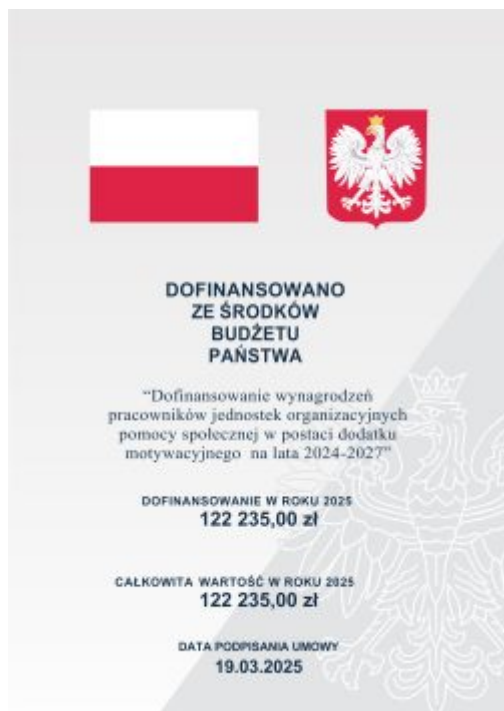 DOFINANSOWANO
ZE ŚRODKÓW
BUDŻETU
PAŃSTWA
“Dofinansowanie wynagrodzeń
pracowników jednostek organizacyjnych
pomocy społecznej w postaci dodatku
motywacyjnego na lata 2024-2027”
DOFINANSOWANIE W ROKU 2025
122 235,00 zł
CAŁKOWITA WARTOŚĆ W ROKU 2025
122 235,00 zł
DATA PODPISANIA UMOWY
19.03.2025